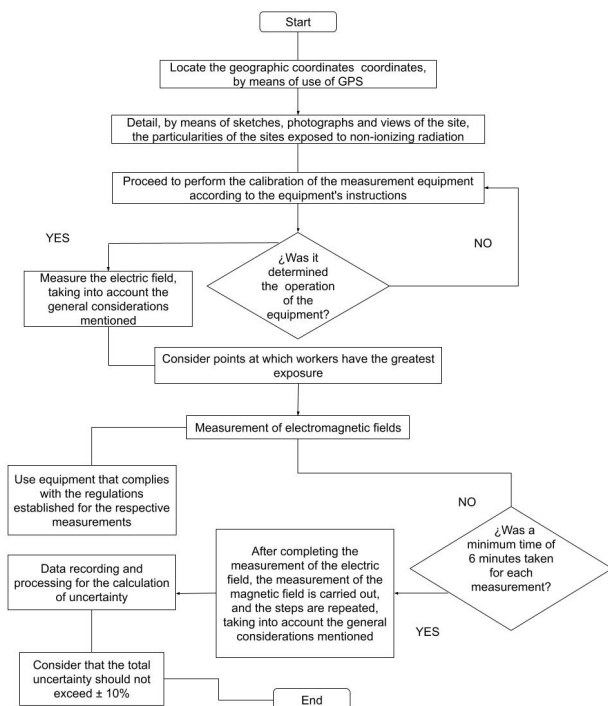 Start
Locate the geographic coordinates coordinates,
by means of use of GPS
Detail, by means of sketches, photographs and views of the site,
the particularities of the sites exposed to non-ionizing radiation
Proceed to perform the calibration of the measurement equipment
according to the equipment's instructions
YES
NO
¿Was it
determined
the operation
of the
equipment?
Measure the electric field,
taking into account the
general considerations
mentioned
Consider points at which workers have the greatest
exposure
Measurement of electromagnetic fields
Use equipment that complies
with the regulations
established for the respective
measurements
NO
¿Was a
minimum time of
6 minutes taken
for each
measurement?
YES
After completing the
measurement of the electric
field, the measurement of the
magnetic field is carried out,
and the steps are repeated,
taking into account the general
considerations mentioned
Data recording and
processing for the calculation
of uncertainty
Consider that the total
uncertainty should not
exceed ± 10%
End